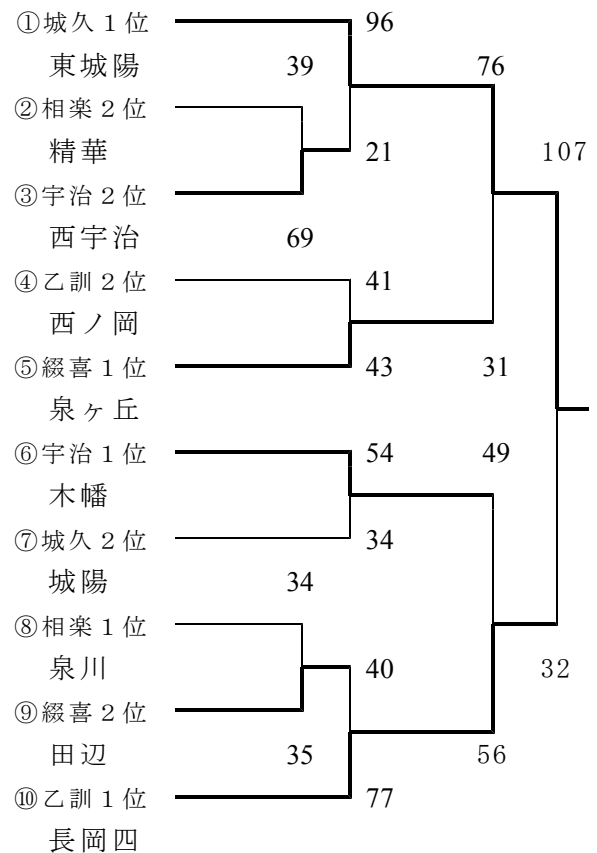 ①城久１位 96
東城陽 39 76
②相楽２位
精華 21 107
③宇治２位
西宇治 69
④乙訓２位 41
西ノ岡
⑤綴喜１位 43 31
泉ヶ丘
⑥宇治１位 54 49
木幡
⑦城久２位 34
城陽 34
⑧相楽１位
泉川 40 32
⑨綴喜２位
田辺 35 56
⑩乙訓１位 77
長岡四